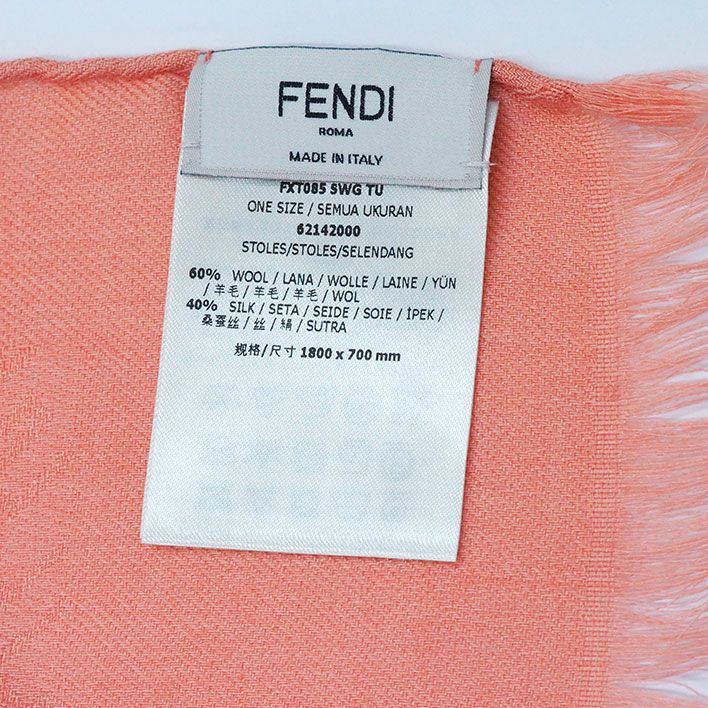 FENDI
ROMA
MADE IN ITALY
FXT085 SWG TU
ONE SIZE / SEMUA UKURAN
62142000
STOLES/STOLES/SELENDANG
60% WOOL / LANA / WOLLE / LAINE / YÜN
/ 羊毛 / 羊毛 / 羊毛 / WOL
40% SILK / SETA / SEIDE / SOIE / İPEK /
桑蚕丝 / 丝 / 絹 / SUTRA
规格/尺寸 1800 x 700 mm